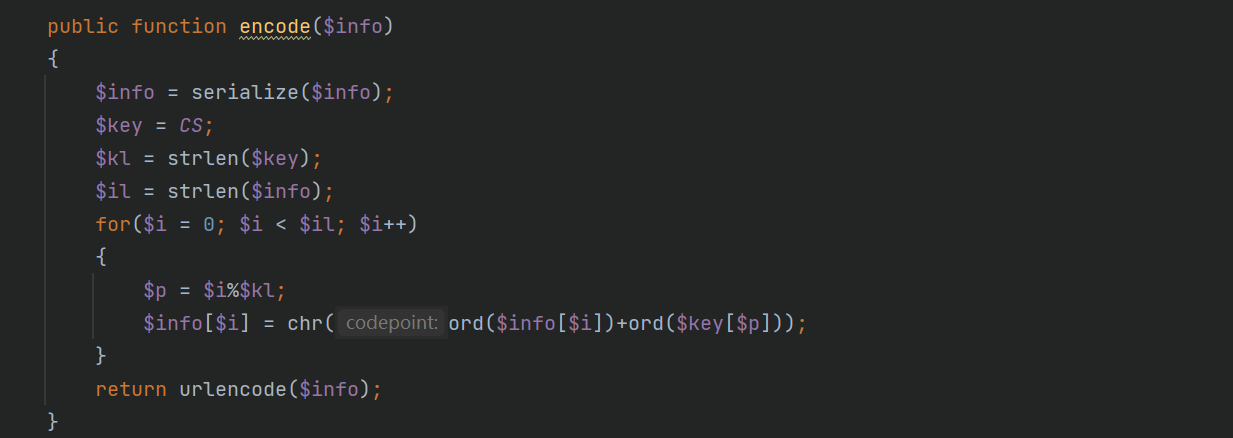 public function encode($info)
{
$info = serialize($info);
$key = CS;
$kl = strlen($key);
$il = strlen($info);
for($i = 0; $i < $il; $i++)
{
$p = $i%$kl;
$info[$i] = chr( codepoint: ord($info[$i])+ord($key[$p]));
}
return urlencode($info);
}